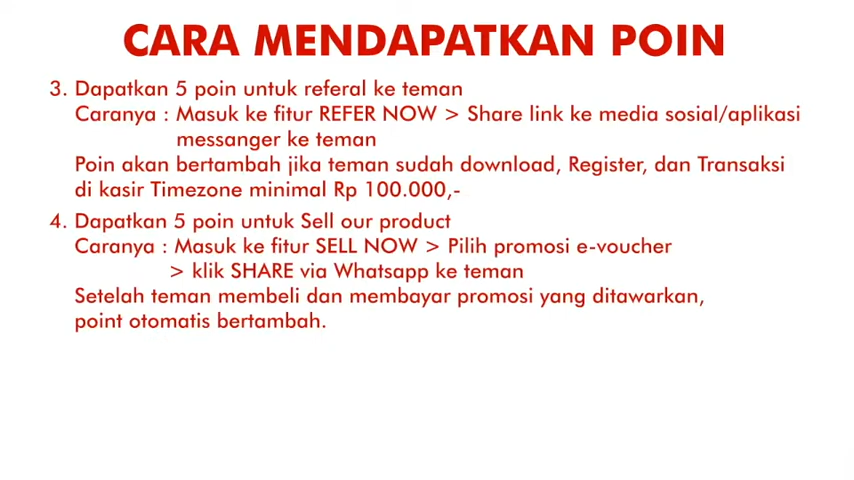 CARA MENDAPATKAN POIN
3. Dapatkan 5 poin untuk referal ke teman
Caranya : Masuk ke fitur REFER NOW > Share link ke media sosial/aplikasi
messanger ke teman
Poin akan bertambah jika teman sudah download, Register, dan Transaksi
di kasir Timezone minimal Rp 100.000,-
4. Dapatkan 5 poin untuk Sell our product
Caranya : Masuk ke fitur SELL NOW > Pilih promosi e-voucher
> klik SHARE via Whatsapp ke teman
Setelah teman membeli dan membayar promosi yang ditawarkan,
point otomatis bertambah.